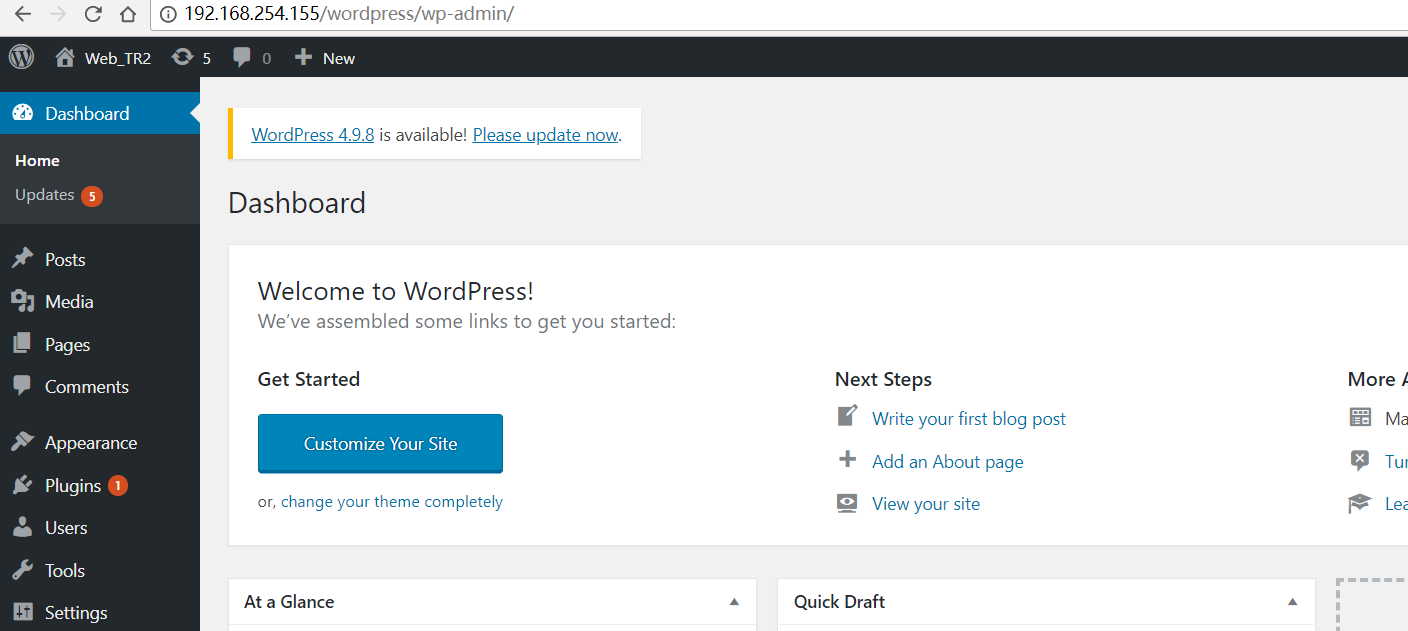 192.168.254.155/wordpress/wp-admin/
Web_TR2 5 0 New
Dashboard
Home
Updates 5
Posts
Media
Pages
Comments
Appearance
Plugins 1
Users
Tools
Settings
WordPress 4.9.8 is available! Please update now.
Dashboard
Welcome to WordPress!
We've assembled some links to get you started:
Get Started
Customize Your Site
or, change your theme completely
Next Steps
Write your first blog post
Add an About page
View your site
More A
Ma
Tur
Lea
At a Glance
Quick Draft